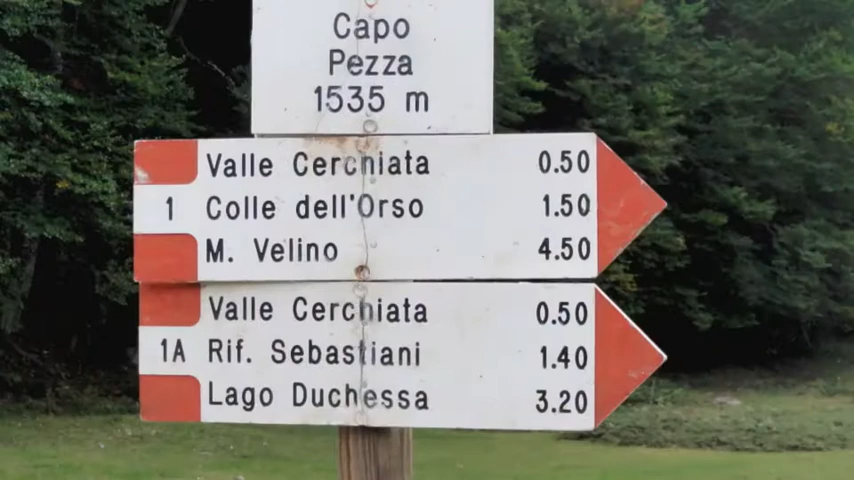 Capo
Pezza
1535 m
Valle Cerchiata 0.50
1 Colle dell'Orso 1.50
M. Velino 4.50
Valle Cerchiata 0.50
1A Rif. Sebastiani 1.40
Lago Duchessa 3.20